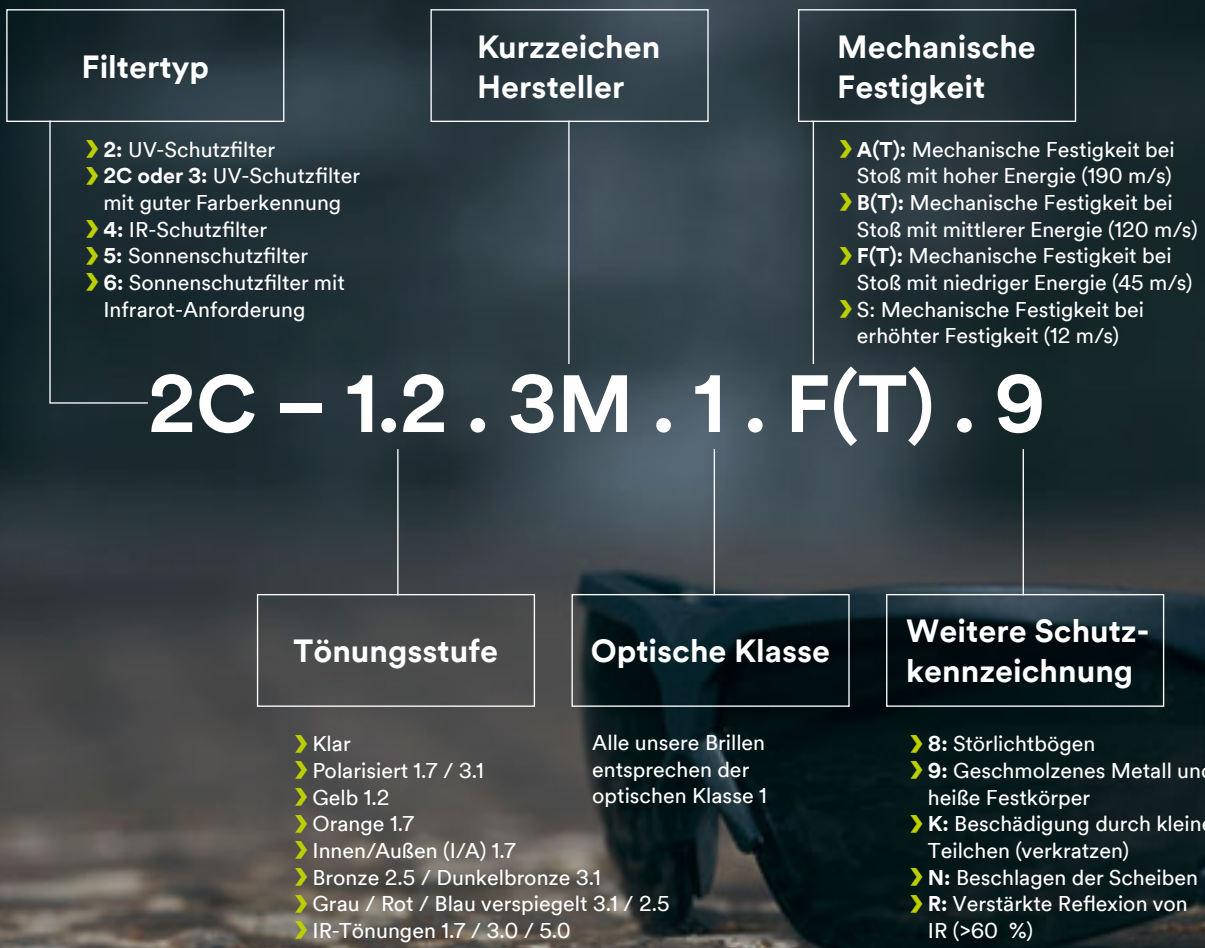 Filtertyp
❯ 2: UV-Schutzfilter
❯ 2C oder 3: UV-Schutzfilter
mit guter Farberkennung
❯ 4: IR-Schutzfilter
❯ 5: Sonnenschutzfilter
❯ 6: Sonnenschutzfilter mit
Infrarot-Anforderung
Kurzzeichen
Hersteller
Mechanische
Festigkeit
❯ A(T): Mechanische Festigkeit bei
Stoß mit hoher Energie (190 m/s)
❯ B(T): Mechanische Festigkeit bei
Stoß mit mittlerer Energie (120 m/s)
❯ F(T): Mechanische Festigkeit bei
Stoß mit niedriger Energie (45 m/s)
❯ S: Mechanische Festigkeit bei
erhöhter Festigkeit (12 m/s)
2C – 1.2 . 3M . 1 . F(T) . 9
Tönungsstufe
❯ Klar
❯ Polarisiert 1.7 / 3.1
❯ Gelb 1.2
❯ Orange 1.7
❯ Innen/Außen (I/A) 1.7
❯ Bronze 2.5 / Dunkelbronze 3.1
❯ Grau / Rot / Blau verspiegelt 3.1 / 2.5
❯ IR-Tönungen 1.7 / 3.0 / 5.0
Optische Klasse
Alle unsere Brillen
entsprechen der
optischen Klasse 1
Weitere Schutz-
kennzeichnung
❯ 8: Störlichtbögen
❯ 9: Geschmolzenes Metall und
heiße Festkörper
❯ K: Beschädigung durch kleine
Teilchen (verkratzen)
❯ N: Beschlagen der Scheiben
❯ R: Verstärkte Reflexion von
IR (>60 %)